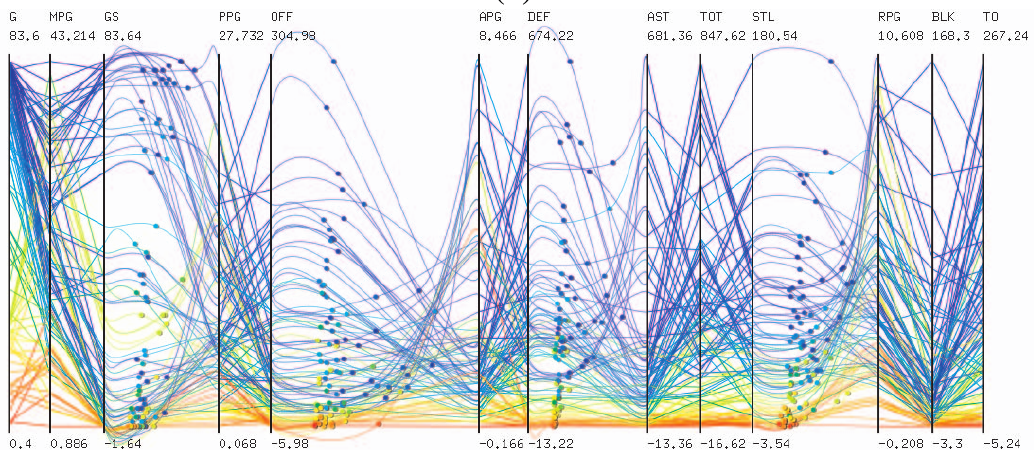 G MPG GS PPG OFF APG DEF AST TOT STL RPG BLK TO
83.6 43.214 83.64 27.732 304.98 8.466 674.22 681.36 847.62 180.54 10.608 168.3 267.24
0.4 0.886 -1.64 0.068 -5.98 -0.166 -13.22 -13.36 -16.62 -3.54 -0.208 -3.3 -5.24